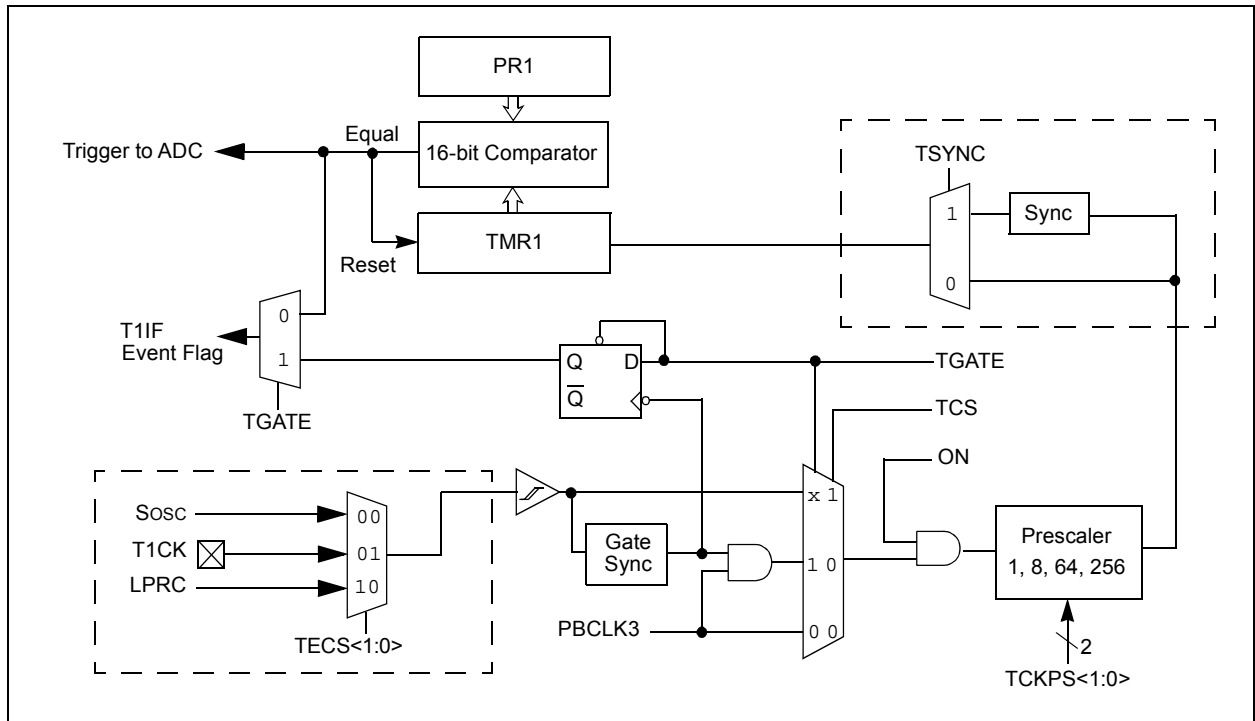 PR1
Equal
Trigger to ADC
16-bit Comparator
TSYNC
1
Sync
TMR1
Reset
0
0
T1IF
Event Flag
1
Q
D
Q̅
TGATE
TGATE
TCS
ON
SOSC
00
x 1
T1CK
01
Gate
Sync
1 0
Prescaler
1, 8, 64, 256
LPRC
10
PBCLK3
0 0
TECS<1:0>
2
TCKPS<1:0>